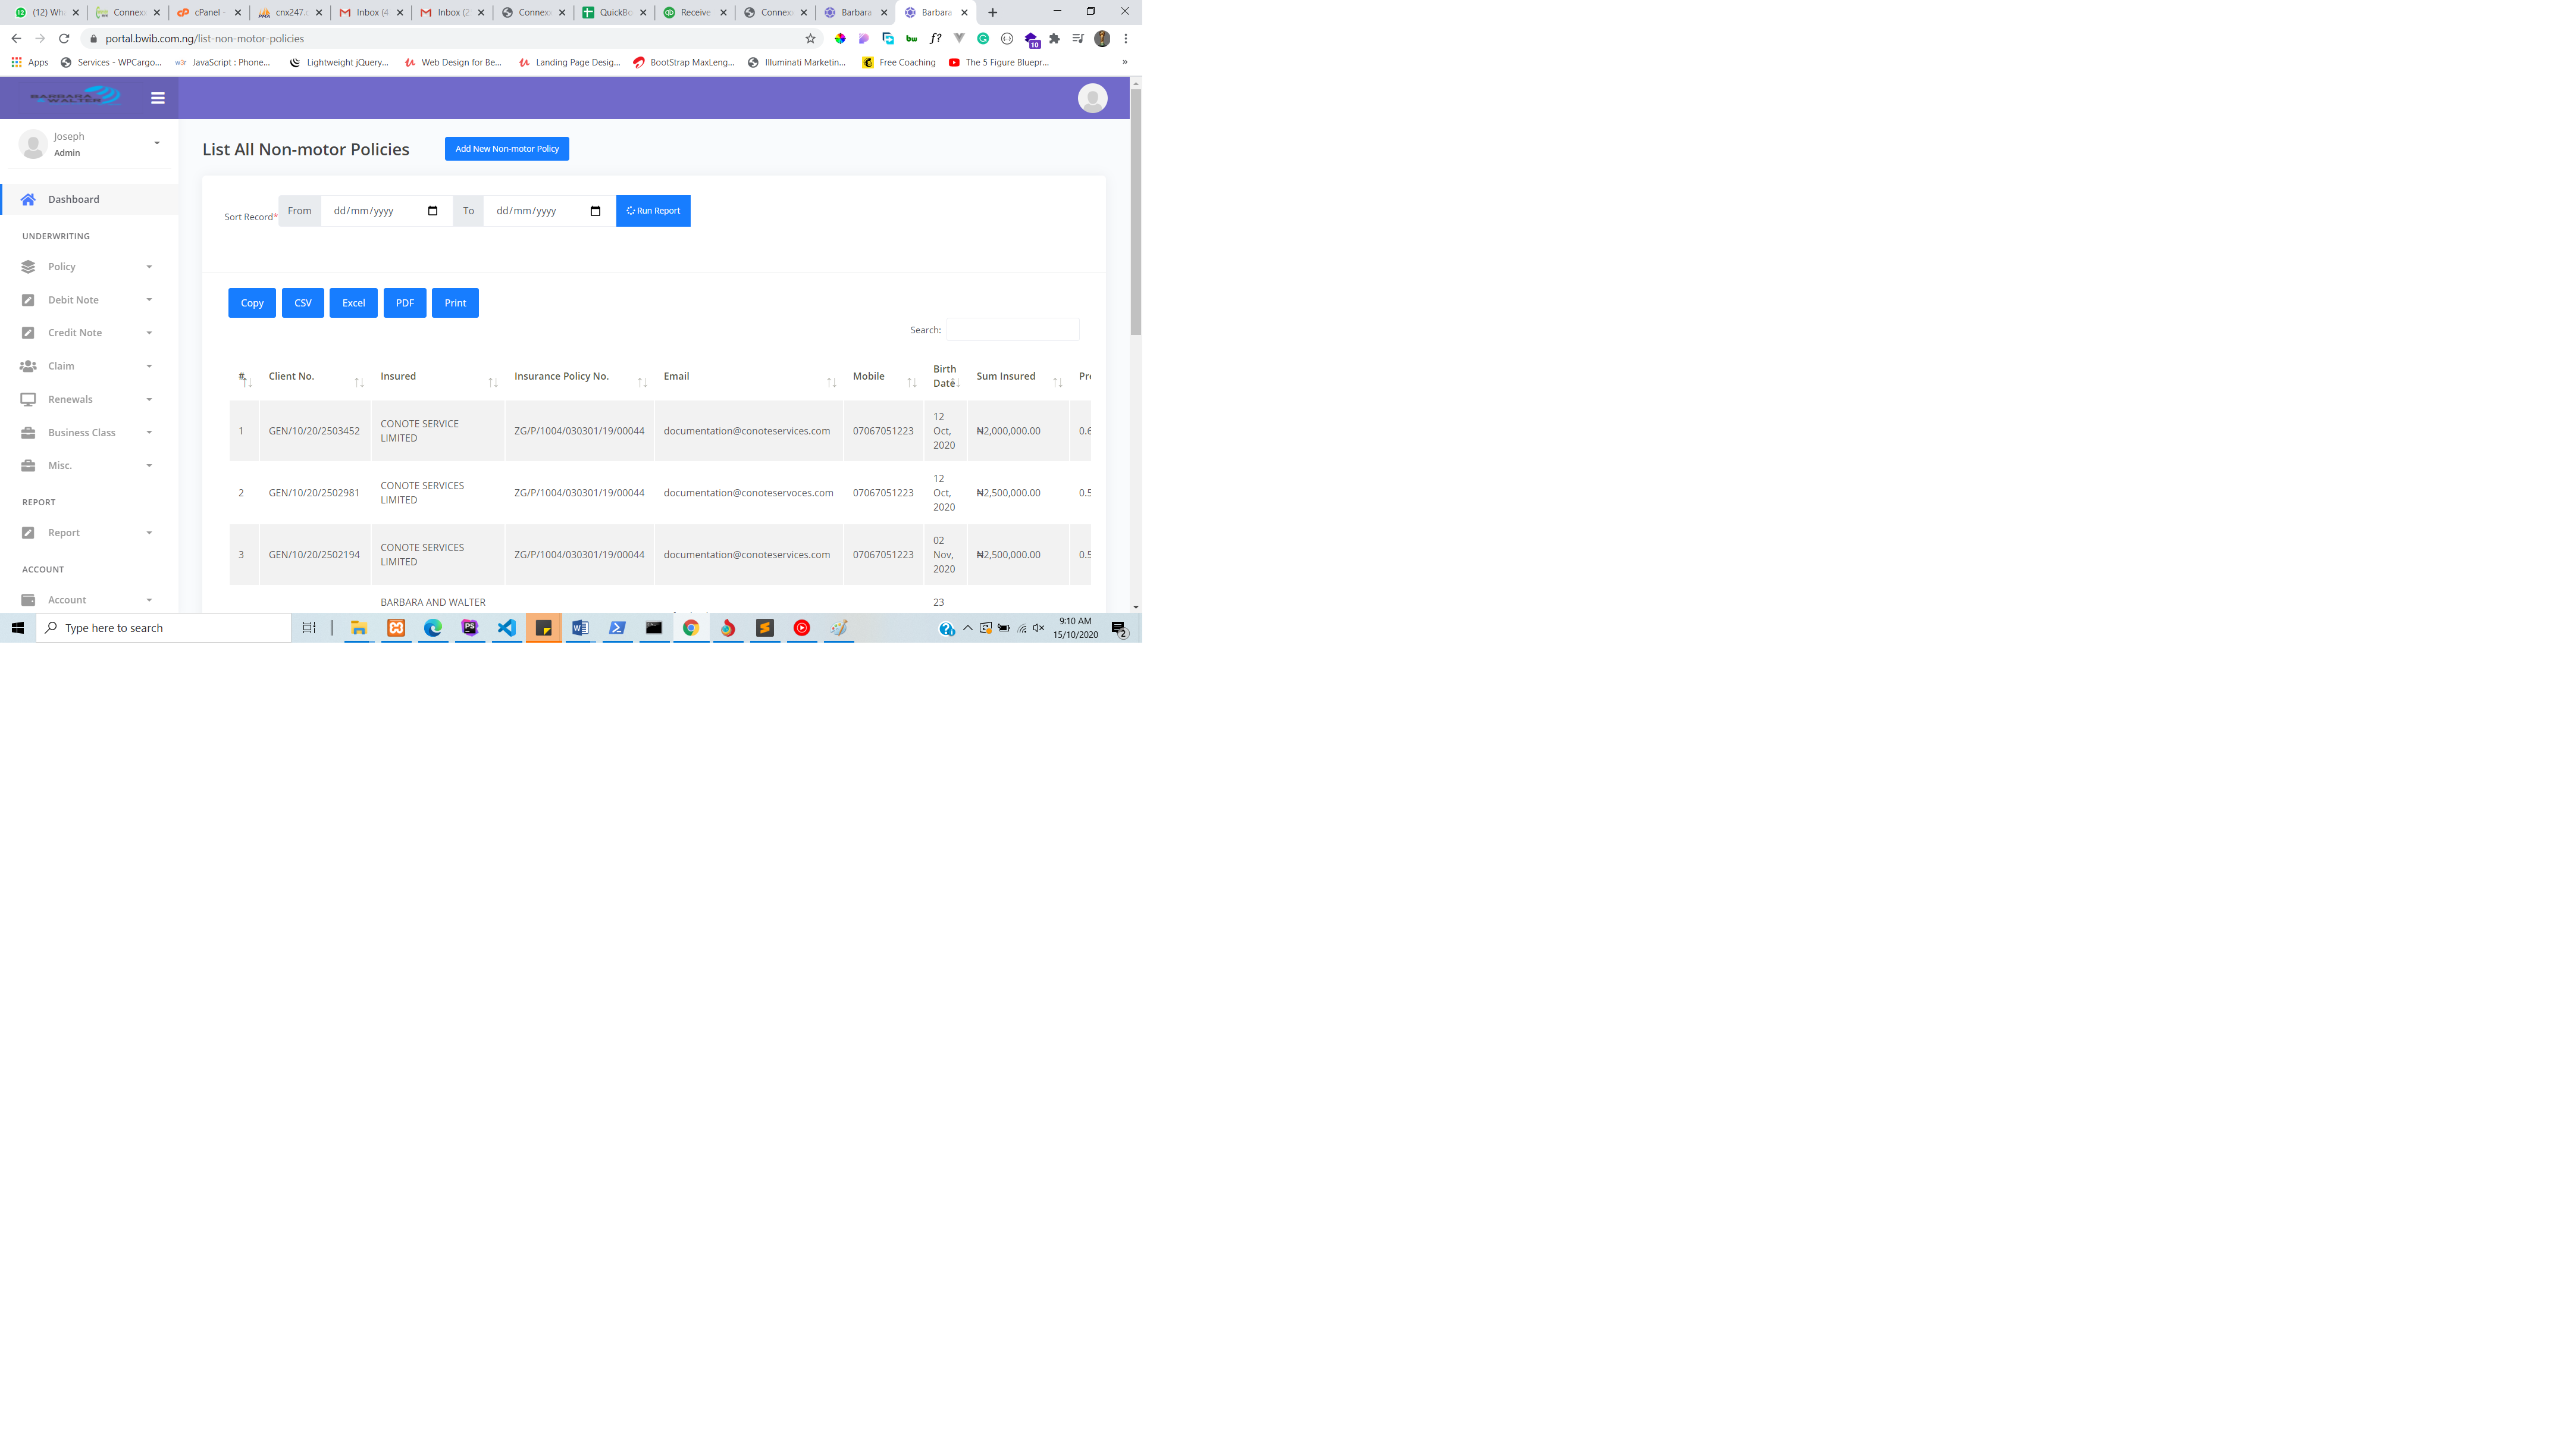 (12) Wh
Connex
cPanel -
cnx247.
Inbox (4
Inbox (2
Connex
QuickBo
Receive
Connex
Barbara
Barbara
portal.bwib.com.ng/list-non-motor-policies
10
Apps
Services - WPCargo...
JavaScript : Phone...
Lightweight jQuery...
Web Design for Be...
Landing Page Desig...
BootStrap MaxLeng...
Illuminati Marketin...
Free Coaching
The 5 Figure Bluepr...
»
BARBARA
WALTER
Joseph
Admin
Dashboard
UNDERWRITING
Policy
Debit Note
Credit Note
Claim
Renewals
Business Class
Misc.
REPORT
Report
ACCOUNT
Account
List All Non-motor Policies
Add New Non-motor Policy
Sort Record*
From
dd/mm/yyyy
To
dd/mm/yyyy
Run Report
Copy
CSV
Excel
PDF
Print
Search:
# Client No. Insured Insurance Policy No. Email Mobile Birth Date Sum Insured Pr
1 GEN/10/20/2503452 CONOTE SERVICE LIMITED ZG/P/1004/030301/19/00044 documentation@conoteservices.com 07067051223 12 Oct, 2020 ₦2,000,000.00 0.6
2 GEN/10/20/2502981 CONOTE SERVICES LIMITED ZG/P/1004/030301/19/00044 documentation@conoteservoces.com 07067051223 12 Oct, 2020 ₦2,500,000.00 0.5
3 GEN/10/20/2502194 CONOTE SERVICES LIMITED ZG/P/1004/030301/19/00044 documentation@conoteservices.com 07067051223 02 Nov, 2020 ₦2,500,000.00 0.5
BARBARA AND WALTER 23
Type here to search
9:10 AM
15/10/2020
2